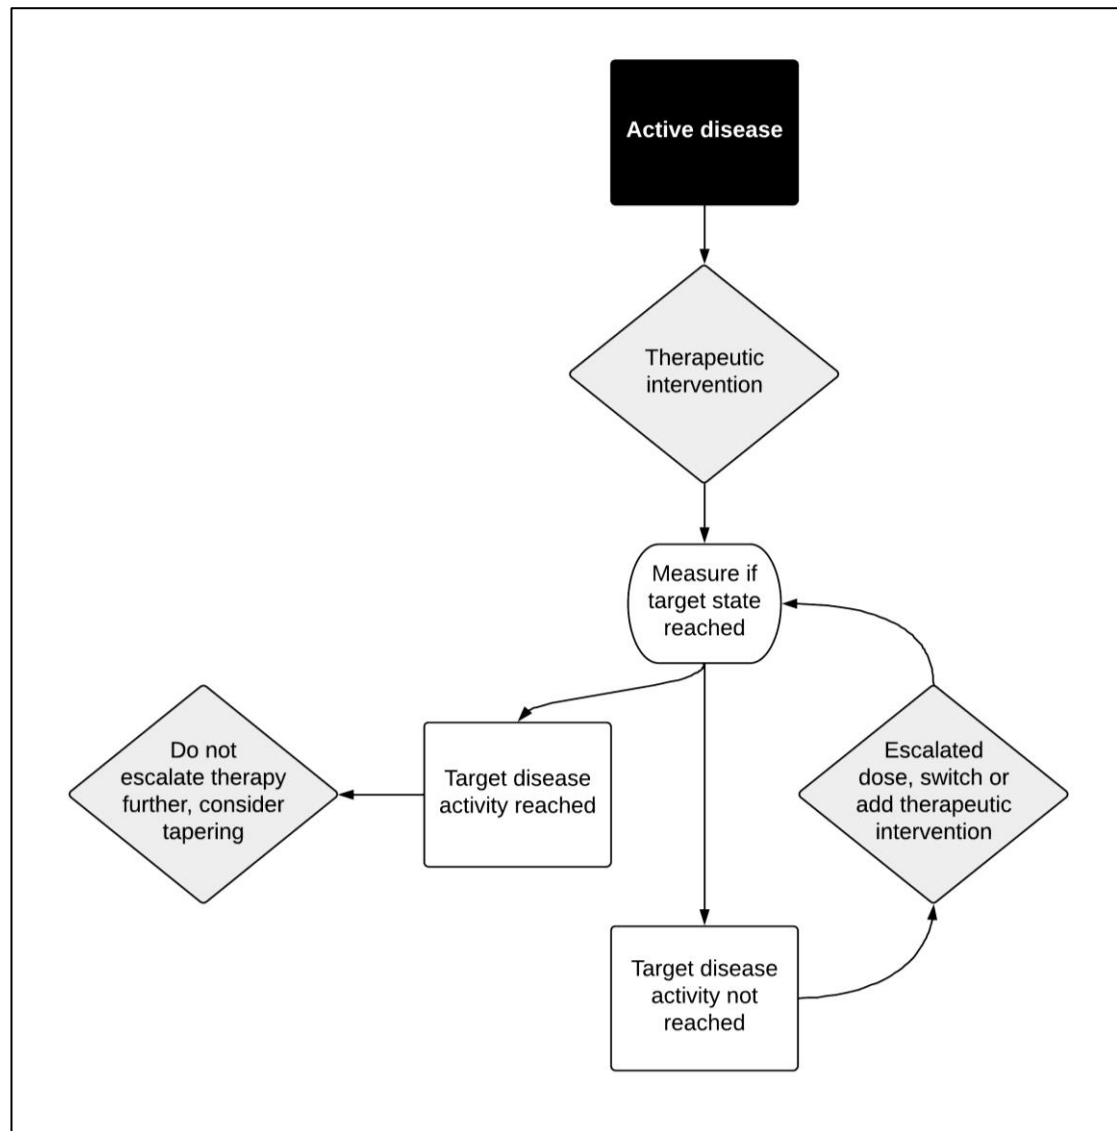 Active disease
Therapeutic
intervention
Measure if
target state
reached
Do not
escalate therapy
further, consider
tapering
Target disease
activity reached
Escalated
dose, switch or
add therapeutic
intervention
Target disease
activity not
reached